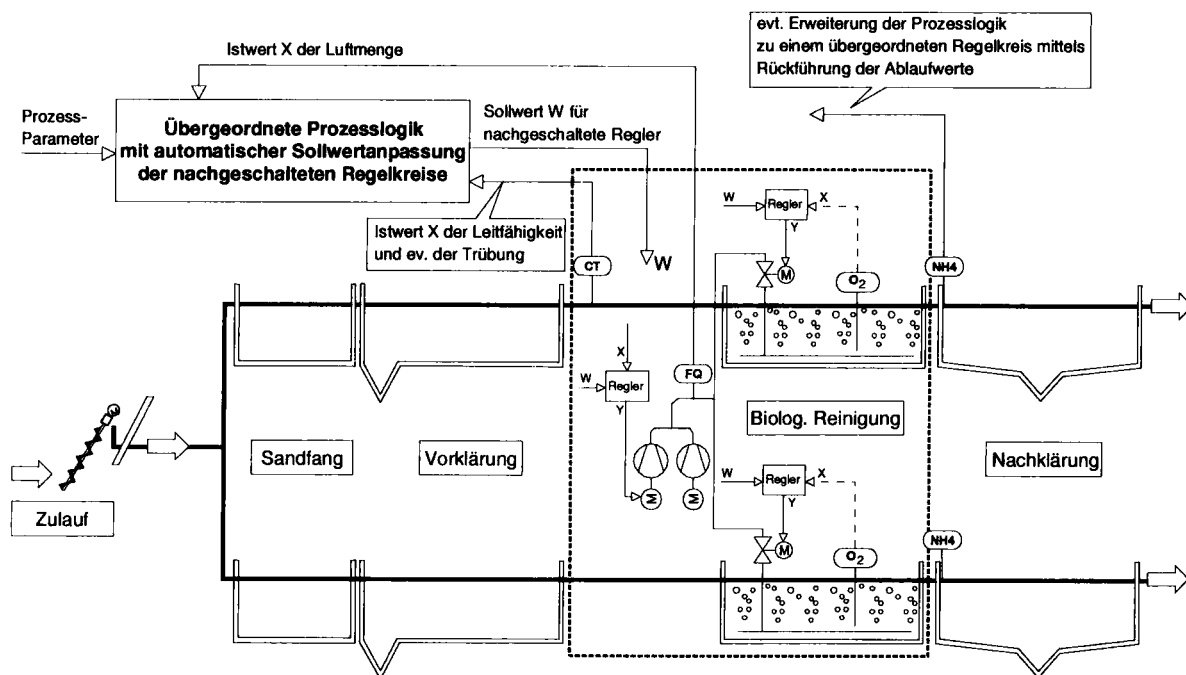 Istwert X der Luftmenge
evt. Erweiterung der Prozesslogik
zu einem übergeordneten Regelkreis mittels
Rückführung der Ablaufwerte
Prozess-
Parameter
Übergeordnete Prozesslogik
mit automatischer Sollwertanpassung
der nachgeschalteten Regelkreise
Sollwert W für
nachgeschaltete Regler
Istwert X der Leitfähigkeit
und ev. der Trübung
CT
W
W
Regler
X
Y
M
O2
NH4
X
W
Regler
Y
FQ
M
M
Biolog. Reinigung
Sandfang
Vorklärung
Nachklärung
M
Zulauf
W
Regler
X
Y
M
O2
NH4